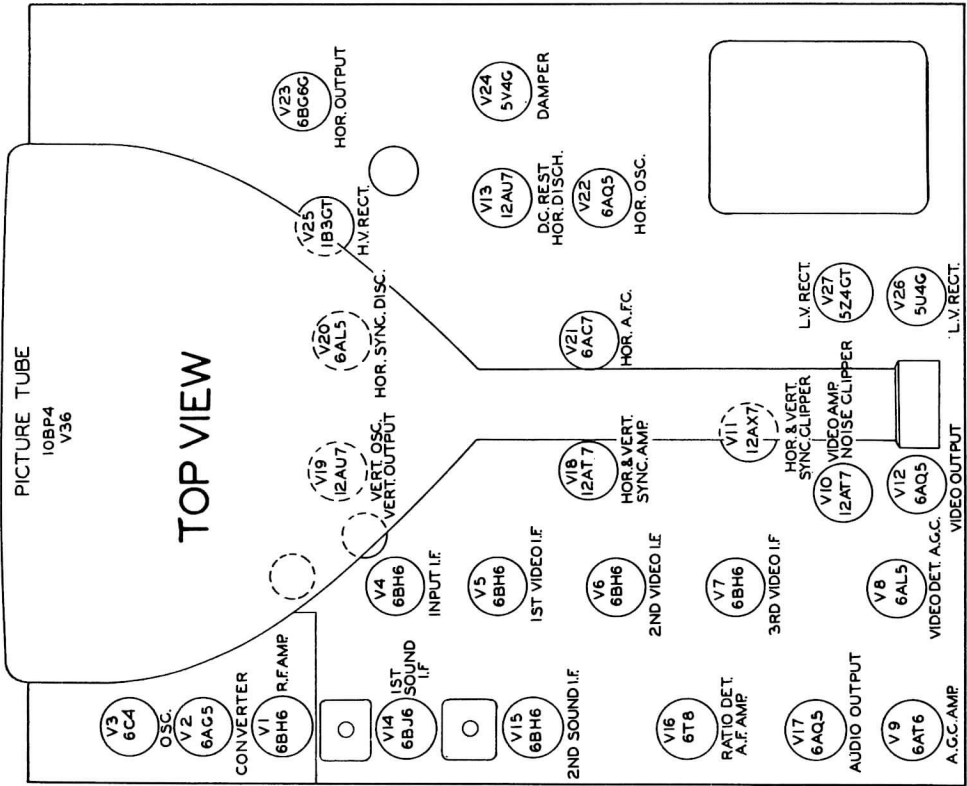 PICTURE TUBE
10BP4
V36
TOP VIEW
V23
6BG6G
HOR. OUTPUT
V24
5V4G
DAMPER
V25
1B3GT
H.V. RECT.
V13
12AU7
D.C. REST
HOR. DISCH.
V22
6AQ5
HOR. OSC.
V20
6AL5
HOR. SYNC. DISC.
V21
6AC7
HOR. A.F.C.
L.V. RECT.
V27
5Z4GT
V26
5U4G
L.V. RECT.
V19
12AU7
VERT. OSC.
VERT. OUTPUT
V18
12AT7
HOR.& VERT.
SYNC. AMP.
V11
12AX7
HOR. & VERT.
SYNC. CLIPPER
V10
12AT7
VIDEO AMP.
NOISE CLIPPER
V12
6AQ5
VIDEO OUTPUT
V4
6BH6
INPUT I.F.
V5
6BH6
1ST VIDEO I.F
V6
6BH6
2ND VIDEO I.F
V7
6BH6
3RD VIDEO I.F
V8
6AL5
VIDEO DET. A.G.C.
V3
6C4
OSC.
V2
6AG5
CONVERTER
V1
6BH6
R.F. AMP.
V14
6BJ6
1ST
SOUND
I.F
V15
6BH6
2ND SOUND I.F.
V16
6T8
RATIO DET.
A.F. AMP.
V17
6AQ5
AUDIO OUTPUT
V9
6AT6
A.G.C. AMP.